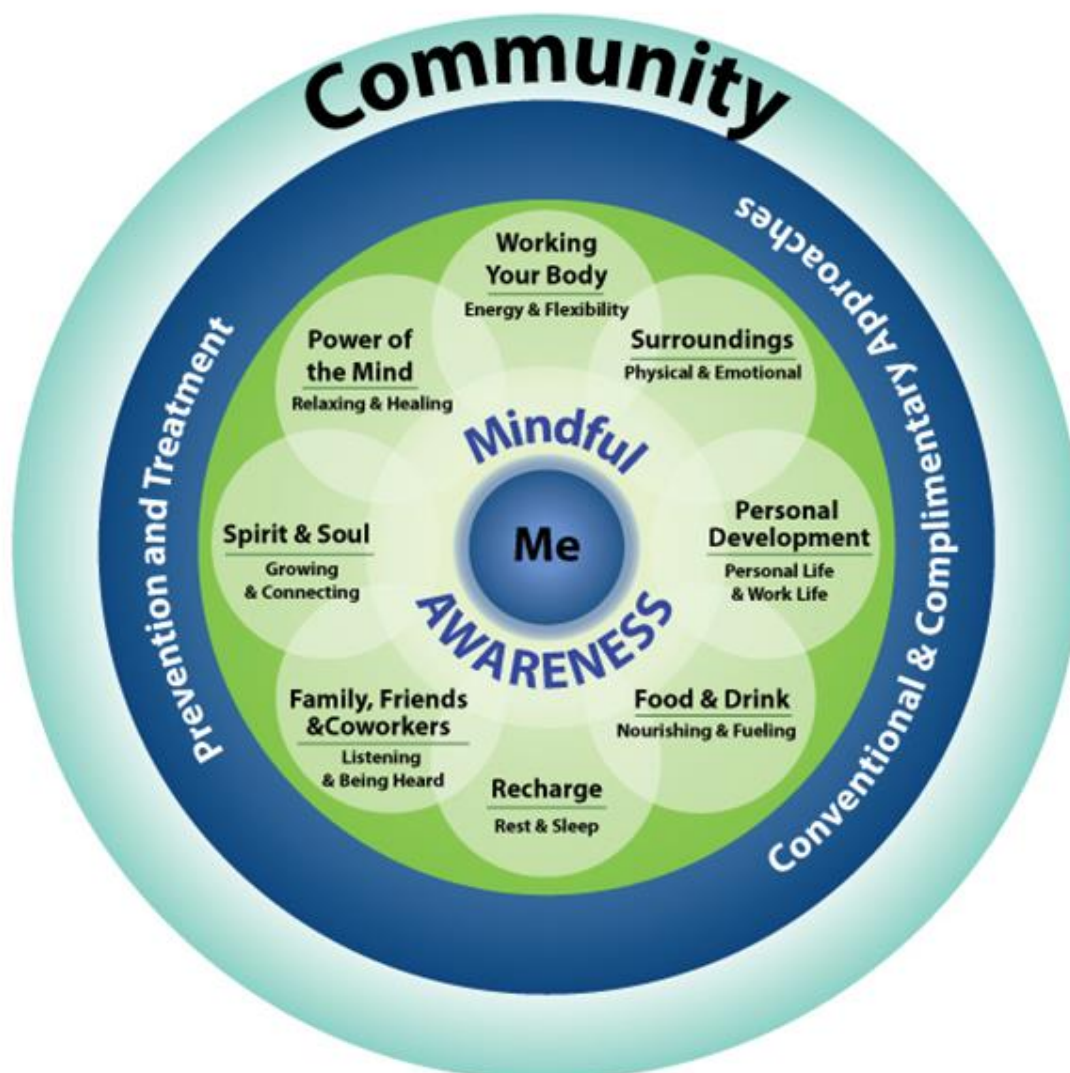 Community
Prevention and Treatment
Conventional & Complimentary Approaches
Working
Your Body
Energy & Flexibility
Surroundings
Physical & Emotional
Personal
Development
Personal Life
& Work Life
Food & Drink
Nourishing & Fueling
Recharge
Rest & Sleep
Family, Friends
&Coworkers
Listening
& Being Heard
Spirit & Soul
Growing
& Connecting
Power of
the Mind
Relaxing & Healing
Mindful
AWARENESS
Me